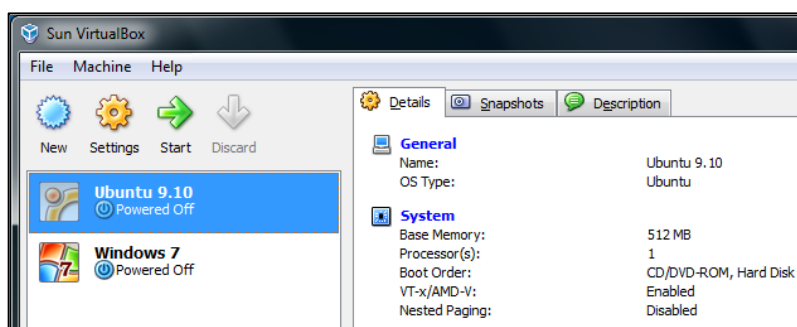 Sun VirtualBox
File Machine Help
New Settings Start Discard
Ubuntu 9.10
Powered Off
Windows 7
Powered Off
Details Snapshots Description
General
Name: Ubuntu 9.10
OS Type: Ubuntu
System
Base Memory: 512 MB
Processor(s): 1
Boot Order: CD/DVD-ROM, Hard Disk
VT-x/AMD-V: Enabled
Nested Paging: Disabled